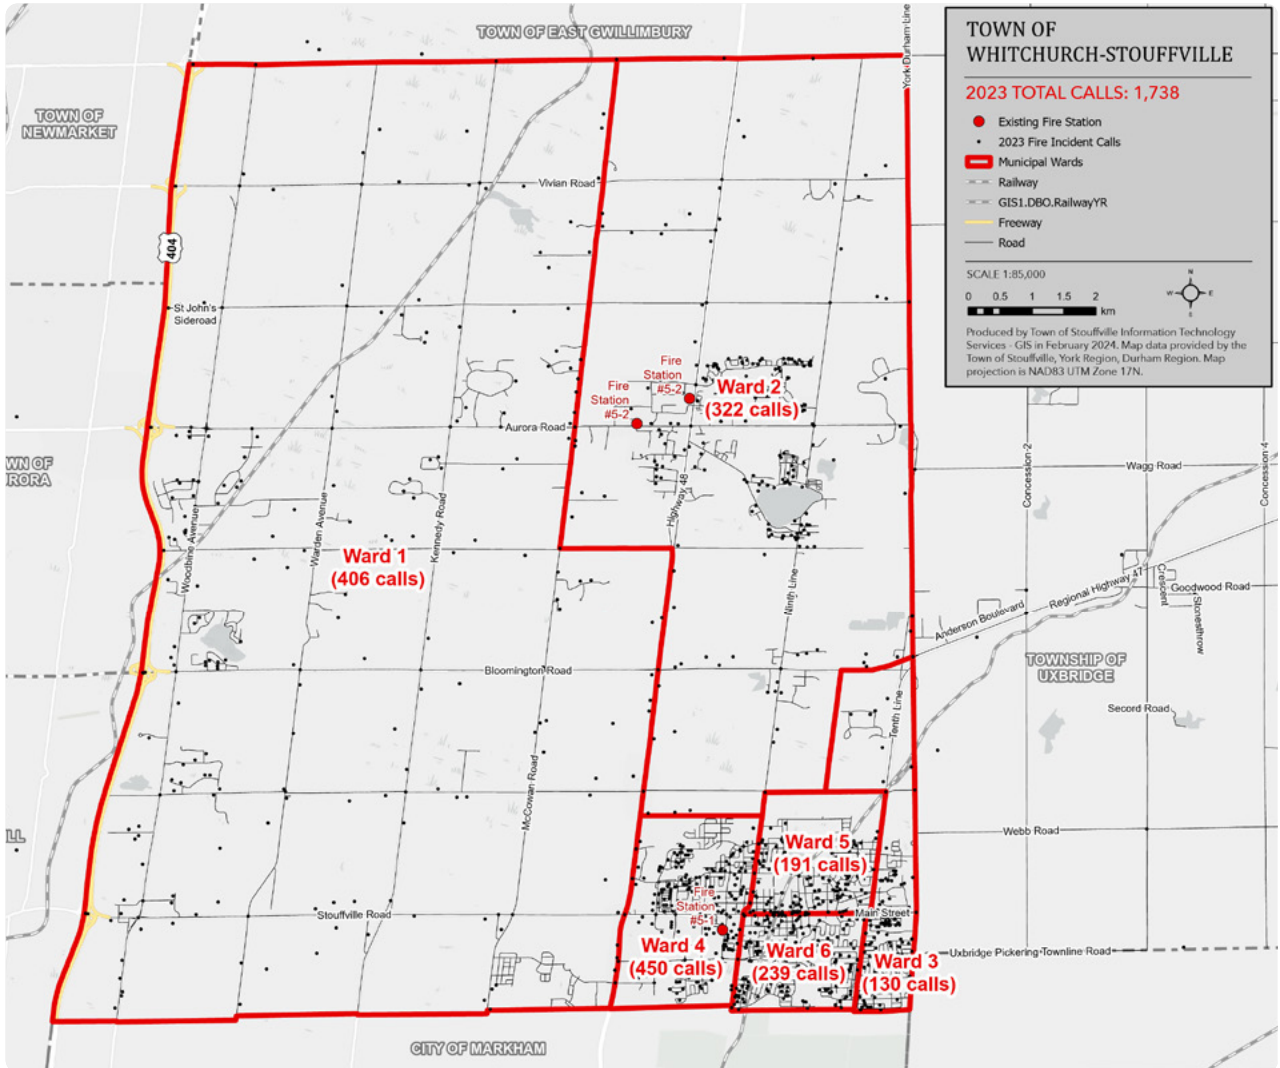 TOWN OF EAST GWILLIMBURY
York-Durham Line
TOWN OF
WHITCHURCH-STOUFFVILLE
2023 TOTAL CALLS: 1,738
Existing Fire Station
2023 Fire Incident Calls
Municipal Wards
Railway
GIS1.DBO.RailwayYR
Freeway
Road
SCALE 1:85,000
0 0.5 1 1.5 2
km
N
W E
S
Produced by Town of Stouffville Information Technology
Services - GIS in February 2024. Map data provided by the
Town of Stouffville, York Region, Durham Region. Map
projection is NAD83 UTM Zone 17N.
TOWN OF
NEWMARKET
Vivian Road
404
St John's
Sideroad
Fire
Station
#5-2
Fire
Station
#5-2
Ward 2
(322 calls)
Aurora Road
WN OF
RORA
Concession 2
Concession 4
Wagg Road
Woodbine Avenue
Warden Avenue
Kennedy Road
Highway 48
Ward 1
(406 calls)
Ninth Line
Regional Highway 47
Crescent
Goodwood Road
Stonesthrow
Anderson Boulevard
Bloomington Road
TOWNSHIP OF
UXBRIDGE
Tenth Line
Secord Road
McCowan Road
LL
Webb Road
Ward 5
(191 calls)
Fire
Station
#5-1
Stouffville Road
Main Street
Ward 4
(450 calls)
Ward 6
(239 calls)
Ward 3
(130 calls)
Uxbridge Pickering Townline Road
CITY OF MARKHAM